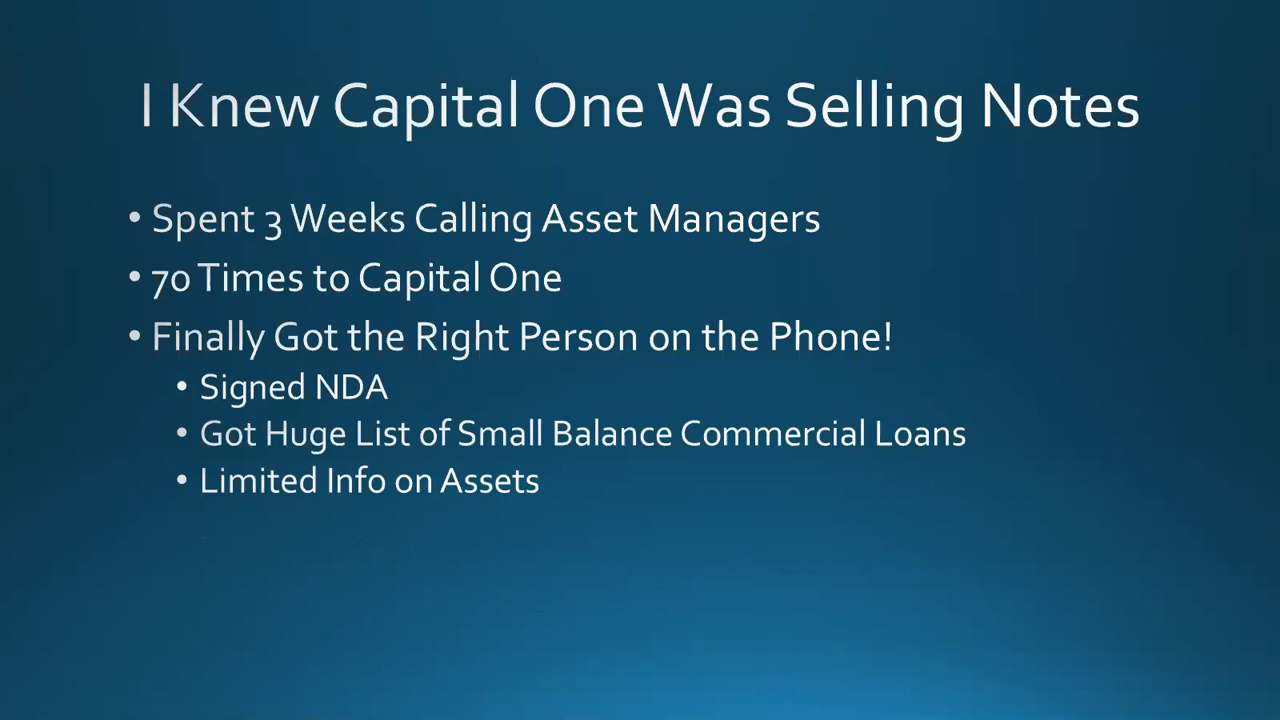 I Knew Capital One Was Selling Notes
• Spent 3 Weeks Calling Asset Managers
• 70 Times to Capital One
• Finally Got the Right Person on the Phone!
• Signed NDA
• Got Huge List of Small Balance Commercial Loans
• Limited Info on Assets